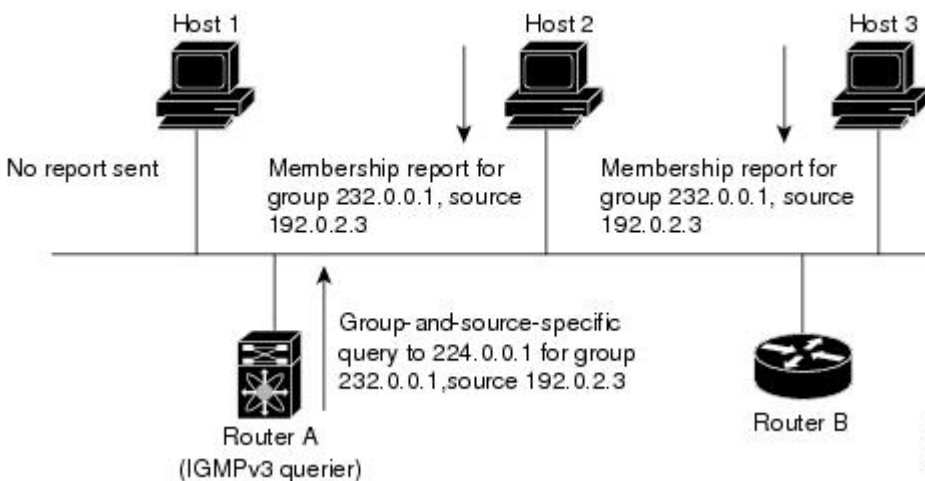 Host 1
Host 2
Host 3
No report sent
Membership report for
group 232.0.0.1, source
192.0.2.3
Membership report for
group 232.0.0.1, source
192.0.2.3
Group-and-source-specific
query to 224.0.0.1 for group
232.0.0.1,source 192.0.2.3
Router A
(IGMPv3 querier)
Router B